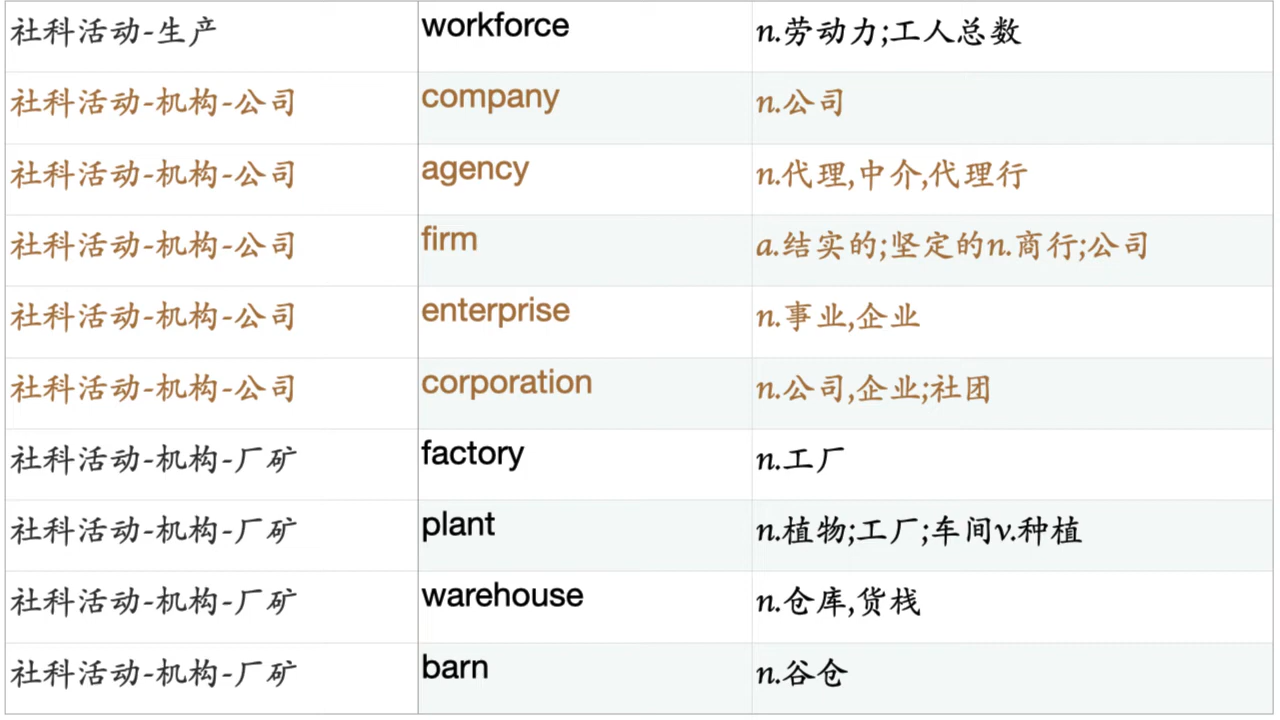 社科活动-生产 workforce n.劳动力;工人总数
社科活动-机构-公司 company n.公司
社科活动-机构-公司 agency n.代理,中介,代理行
社科活动-机构-公司 firm a.结实的;坚定的n.商行;公司
社科活动-机构-公司 enterprise n.事业,企业
社科活动-机构-公司 corporation n.公司,企业;社团
社科活动-机构-厂矿 factory n.工厂
社科活动-机构-厂矿 plant n.植物;工厂;车间v.种植
社科活动-机构-厂矿 warehouse n.仓库,货栈
社科活动-机构-厂矿 barn n.谷仓